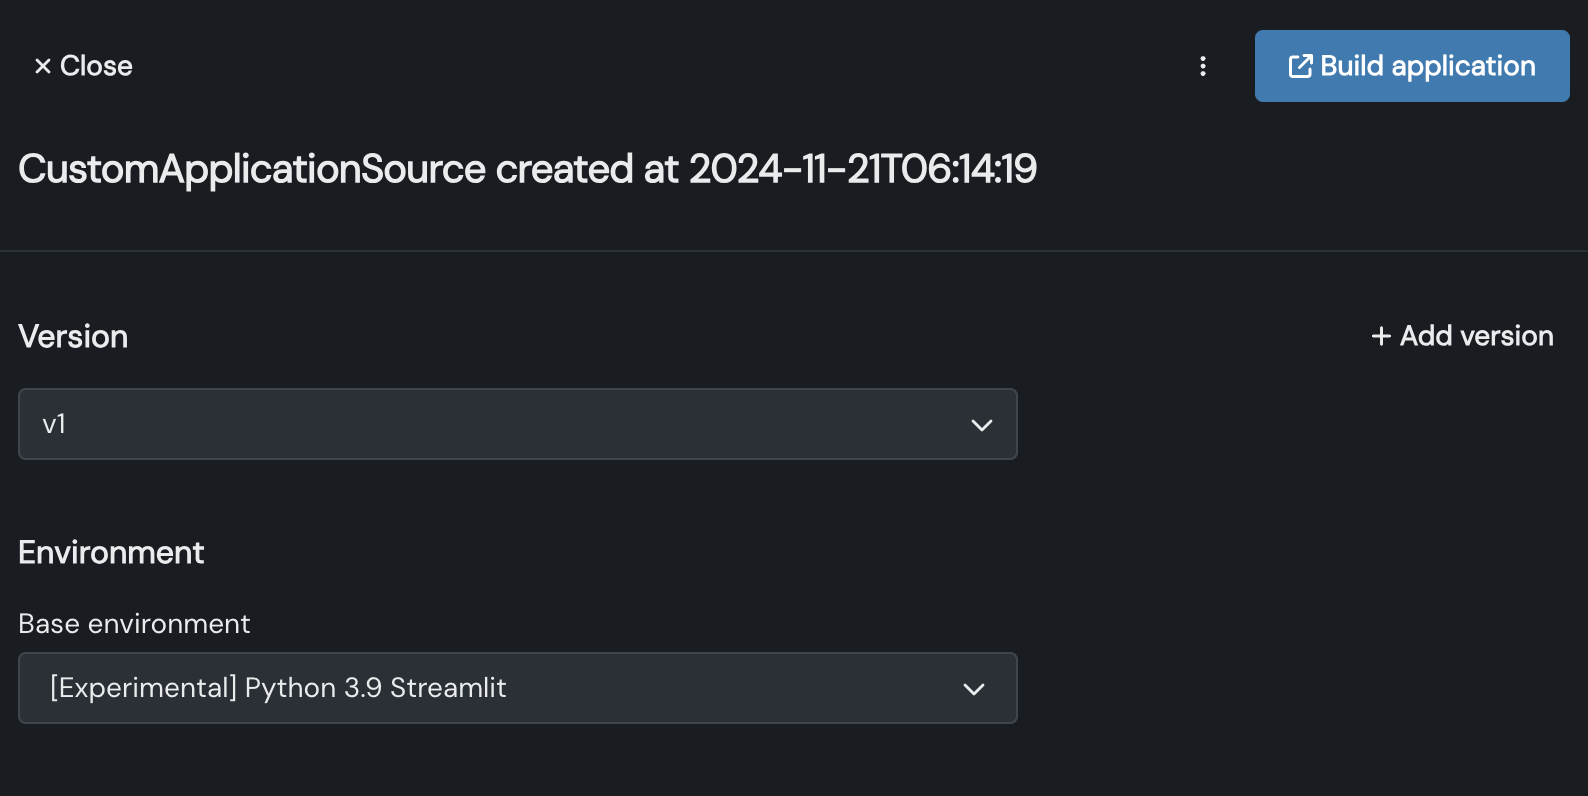 Close
Build application
CustomApplicationSource created at 2024-11-21T06:14:19
Version
+ Add version
v1
Environment
Base environment
[Experimental] Python 3.9 Streamlit